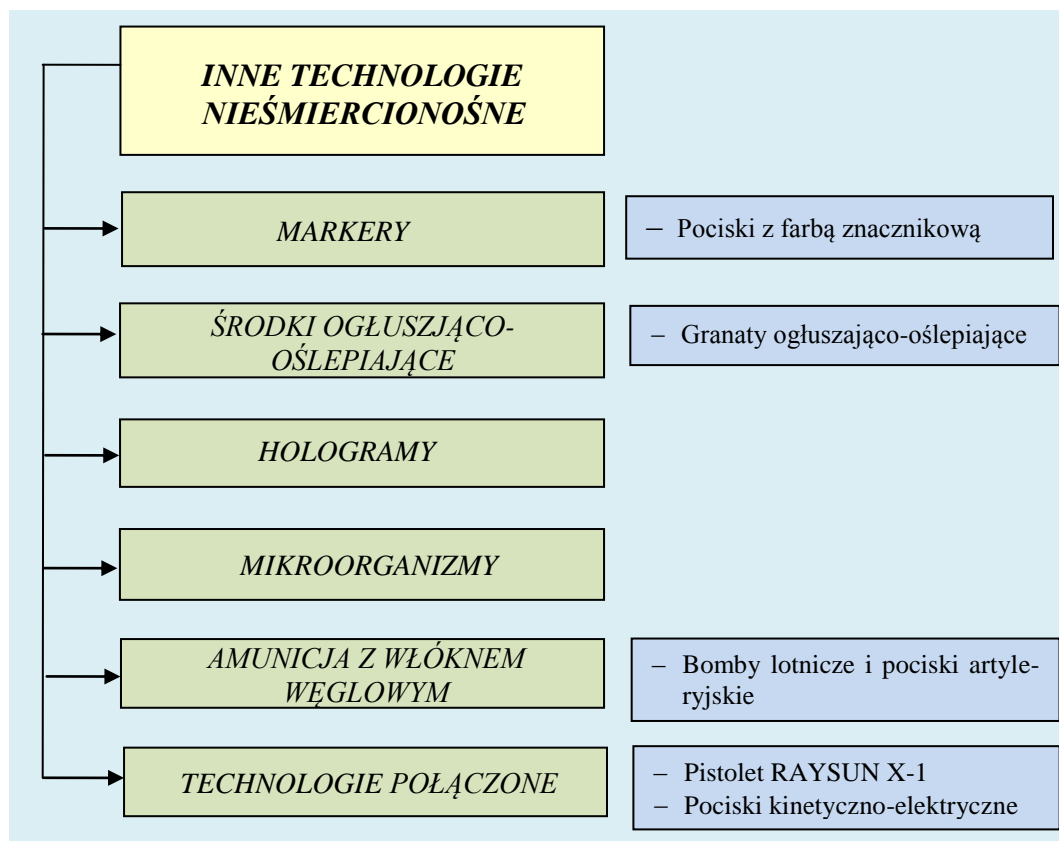 INNE TECHNOLOGIE
NIEŚMIERCIONOŚNE
MARKERY
– Pociski z farbą znacznikową
ŚRODKI OGŁUSZJĄCO-
OŚLEPIAJĄCE
– Granaty ogłuszająco-oślepiające
HOLOGRAMY
MIKROORGANIZMY
AMUNICJA Z WŁÓKNEM
WĘGLOWYM
– Bomby lotnicze i pociski artyle-
ryjskie
TECHNOLOGIE POŁĄCZONE
– Pistolet RAYSUN X-1
– Pociski kinetyczno-elektryczne